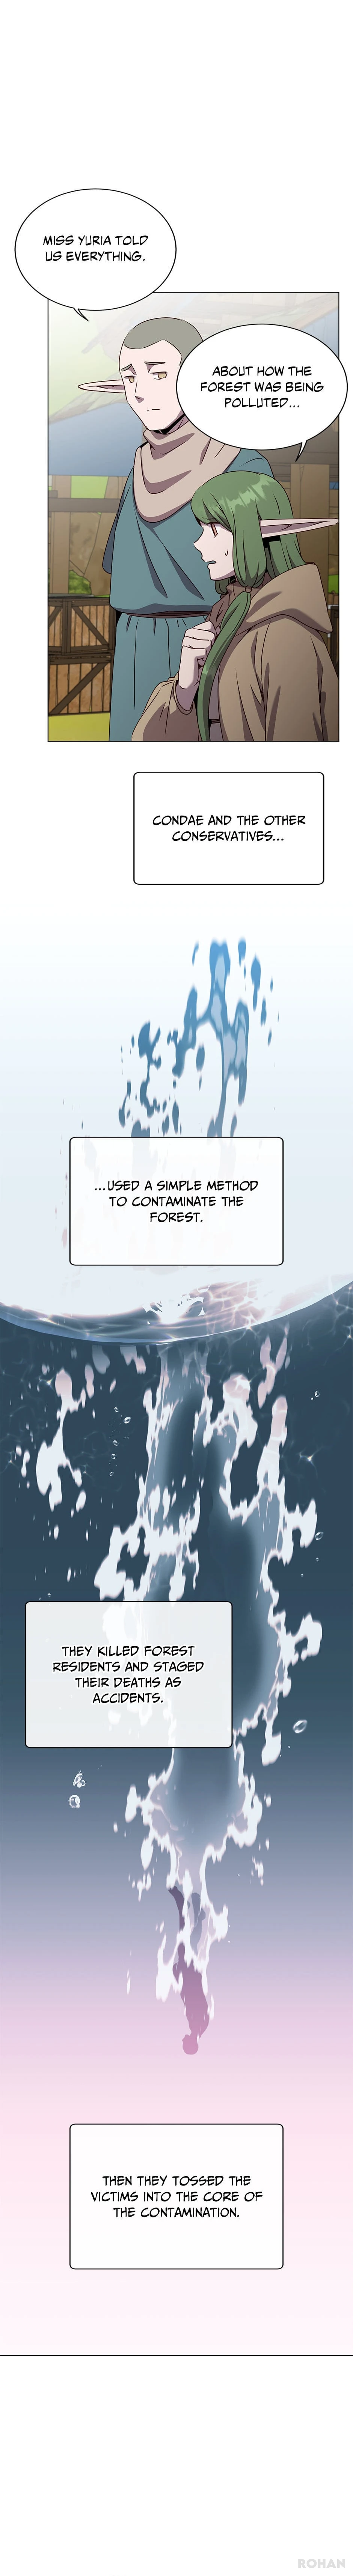 MISS YURIA TOLD
US EVERYTHING.
ABOUT HOW THE
FOREST WAS BEING
POLLUTED...
CONDAE AND THE OTHER
CONSERVATIVES...
...USED A SIMPLE METHOD
TO CONTAMINATE THE
FOREST.
THEY KILLED FOREST
RESIDENTS AND STAGED
THEIR DEATHS AS
ACCIDENTS.
THEN THEY TOSSED THE
VICTIMS INTO THE CORE OF
THE CONTAMINATION.
ROHAN